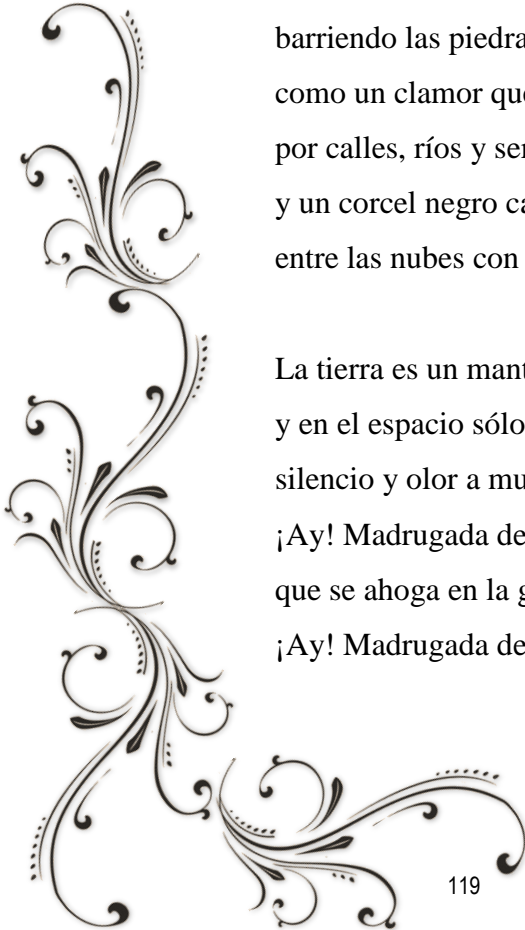 barriendo las piedra
como un clamor que
por calles, ríos y se
y un corcel negro ca
entre las nubes con
La tierra es un mant
y en el espacio sólo
silencio y olor a mu
¡Ay! Madrugada de
que se ahoga en la g
¡Ay! Madrugada de
119